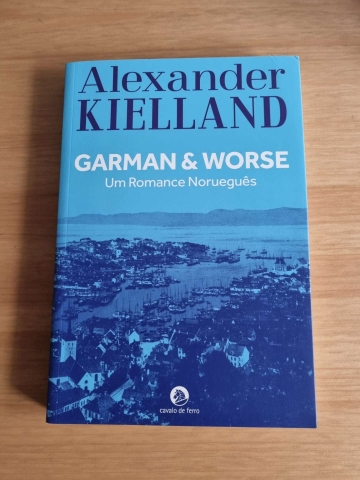 Alexander
KIELLAND
GARMAN & WORSE
Um Romance Norueguês
cavalo de ferro